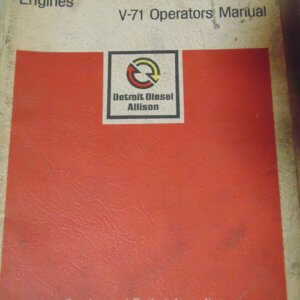 Engines
V-71 Operators Manual
Detroit Diesel
Allison